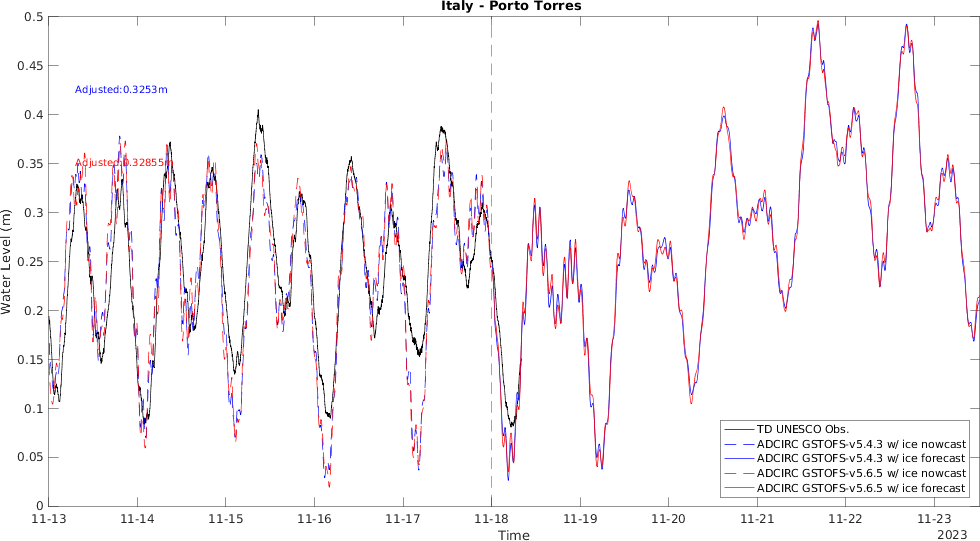 Italy - Porto Torres
Water Level (m)
0.5
0.45
0.4
0.35
0.3
0.25
0.2
0.15
0.1
0.05
0
Adjusted:0.3253m
Adjusted:0.32855m
TD UNESCO Obs.
ADCIRC GSTOFS-v5.4.3 w/ ice nowcast
ADCIRC GSTOFS-v5.4.3 w/ ice forecast
ADCIRC GSTOFS-v5.6.5 w/ ice nowcast
ADCIRC GSTOFS-v5.6.5 w/ ice forecast
11-13 11-14 11-15 11-16 11-17 11-18 11-19 11-20 11-21 11-22 11-23
Time
2023